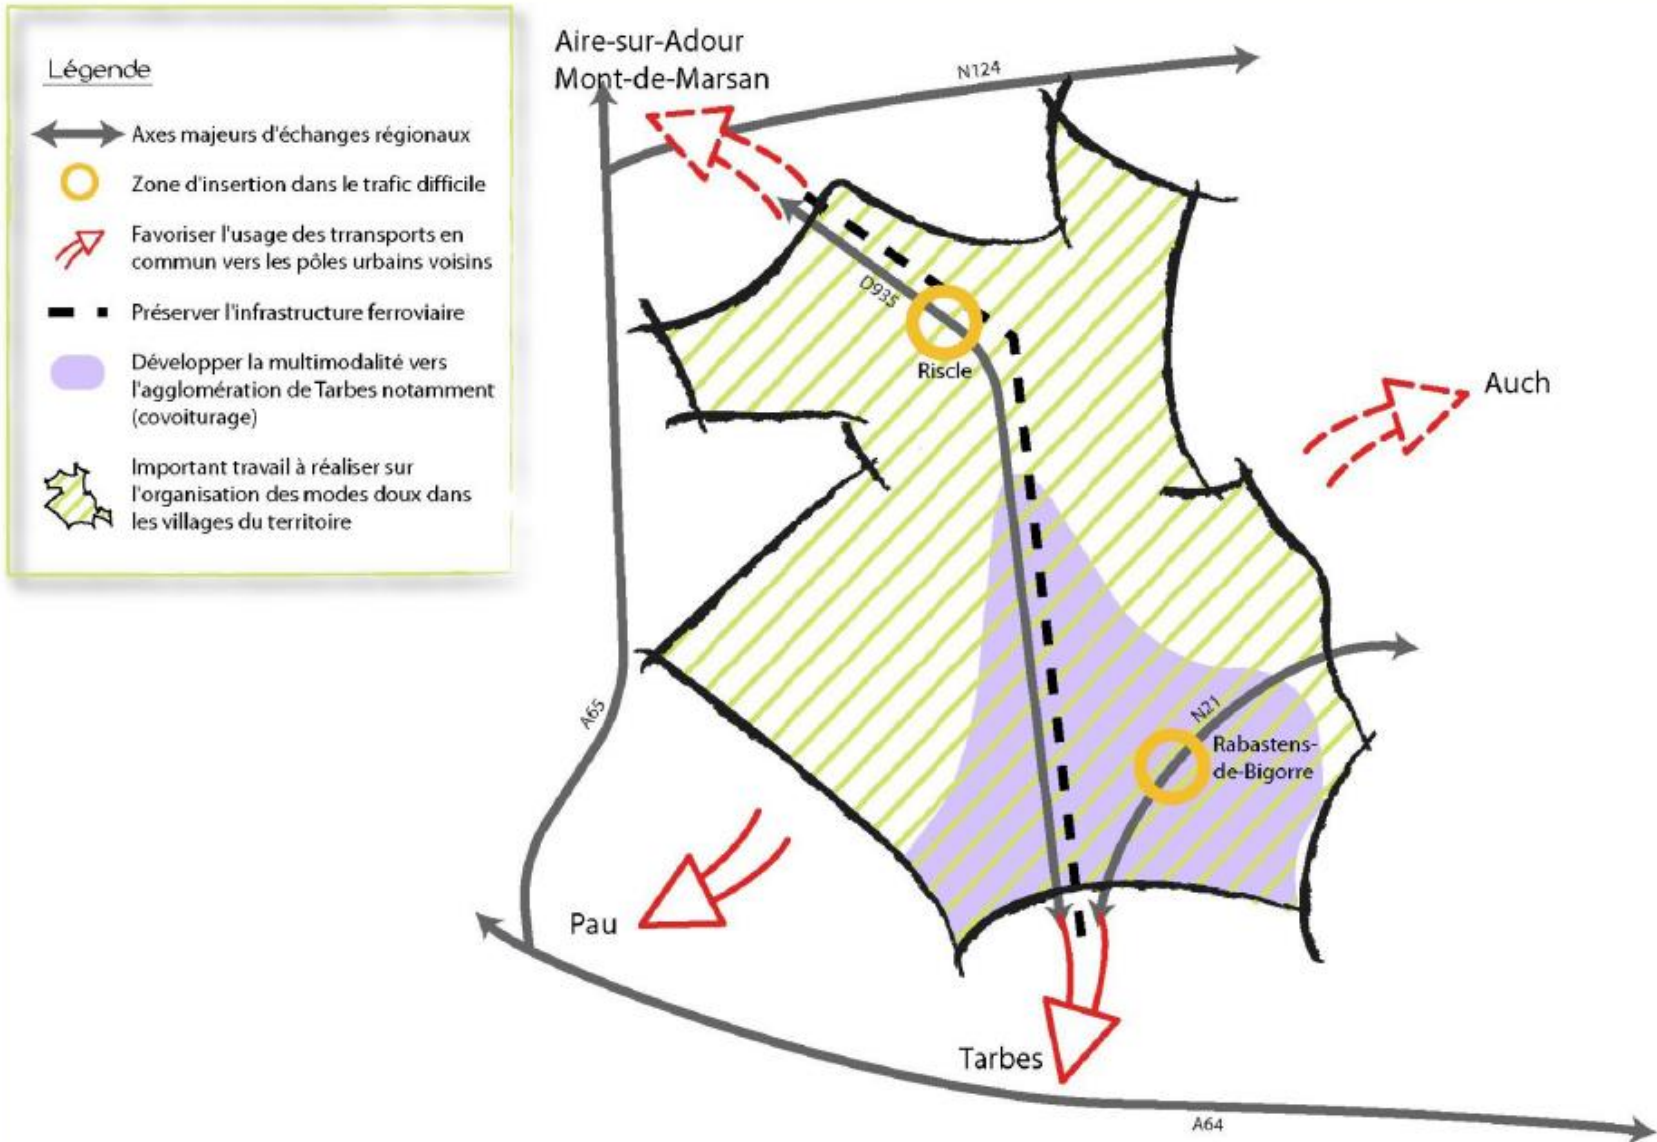 Légende
Axes majeurs d'échanges régionaux
Zone d'insertion dans le trafic difficile
Favoriser l'usage des trransports en
commun vers les pôles urbains voisins
Préserver l'infrastructure ferroviaire
Développer la multimodalité vers
l'agglomération de Tarbes notamment
(covoiturage)
Important travail à réaliser sur
l'organisation des modes doux dans
les villages du territoire
Aire-sur-Adour
Mont-de-Marsan
N124
D935
Riscle
Auch
A65
N21
Rabastens-
de-Bigorre
Pau
Tarbes
A64